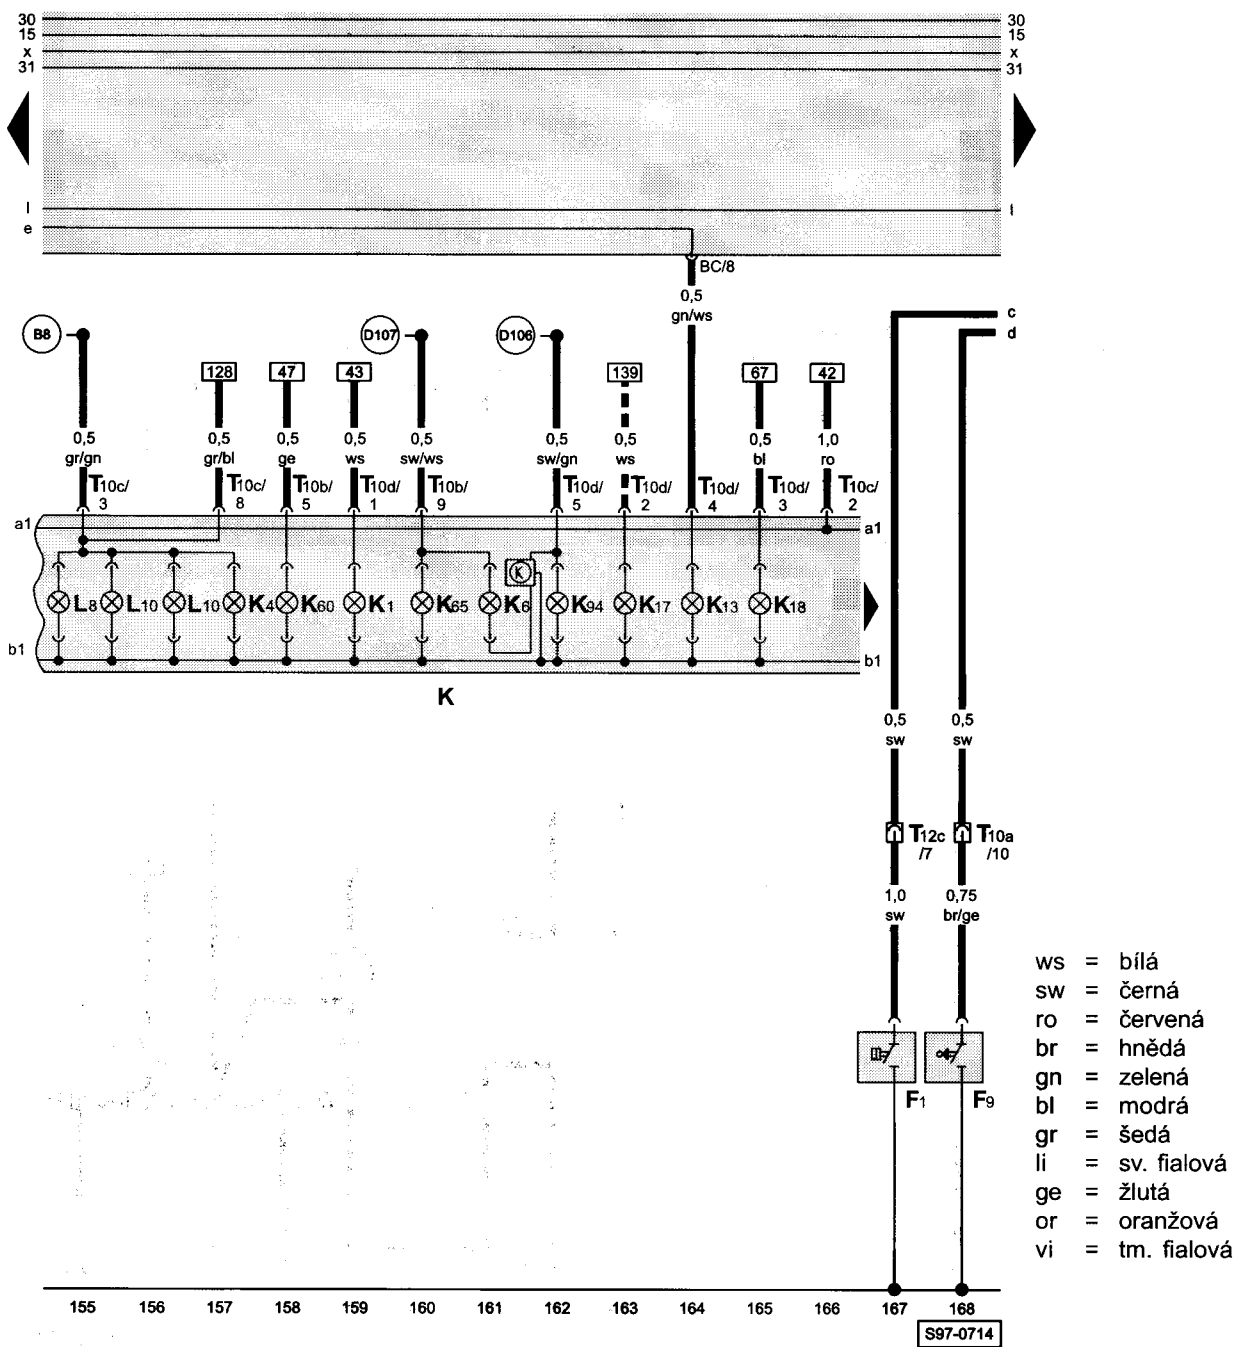 30 30
15 15
x x
31 31
l l
e
BC/8
0,5
gn/ws
c
d
B8 D107 D106
128 47 43 139 67 42
0,5 0,5 0,5 0,5 0,5 0,5 0,5 0,5 1,0
gr/gn gr/bl ge ws sw/ws sw/gn ws bl ro
T10c/ T10c/ T10b/ T10d/ T10b/ T10d/ T10d/ T10d/ T10d/ T10c/
3 8 5 1 9 5 2 4 3 2
a1 a1
K
L8 L10 L10 K4 K60 K1 K65 K6 K94 K17 K13 K18
b1 b1
K
0,5 0,5
sw sw
T12c T10a
/7 /10
1,0 0,75
sw br/ge
F1 F9
ws = bílá
sw = černá
ro = červená
br = hnědá
gn = zelená
bl = modrá
gr = šedá
li = sv. fialová
ge = žlutá
or = oranžová
vi = tm. fialová
155 156 157 158 159 160 161 162 163 164 165 166 167 168
S97-0714